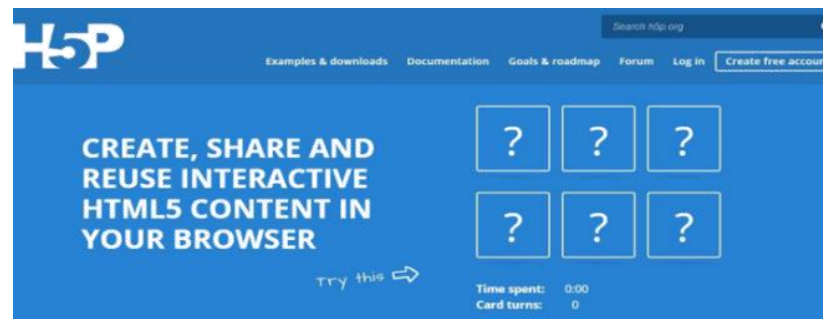 Search h5p.org
H5P
Examples & downloads Documentation Goals & roadmap Forum Log in Create free accoun
CREATE, SHARE AND
REUSE INTERACTIVE
HTML5 CONTENT IN
YOUR BROWSER
? ? ?
? ? ?
Try this
Time spent: 0:00
Card turns: 0